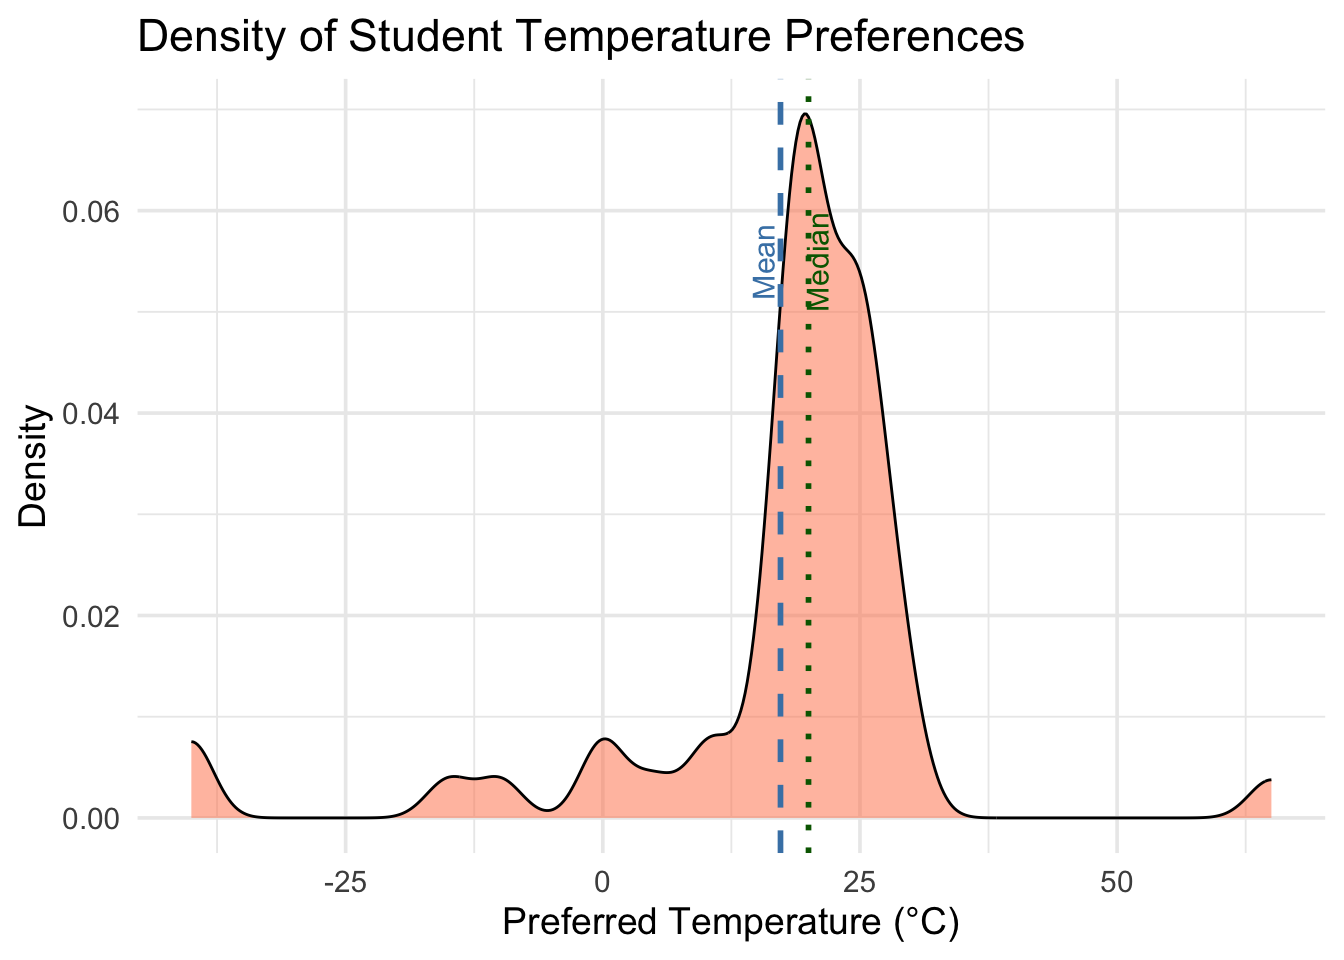 Density of Student Temperature Preferences
Density
0.06
0.04
0.02
0.00
Mean
Median
-25
0
25
50
Preferred Temperature (°C)